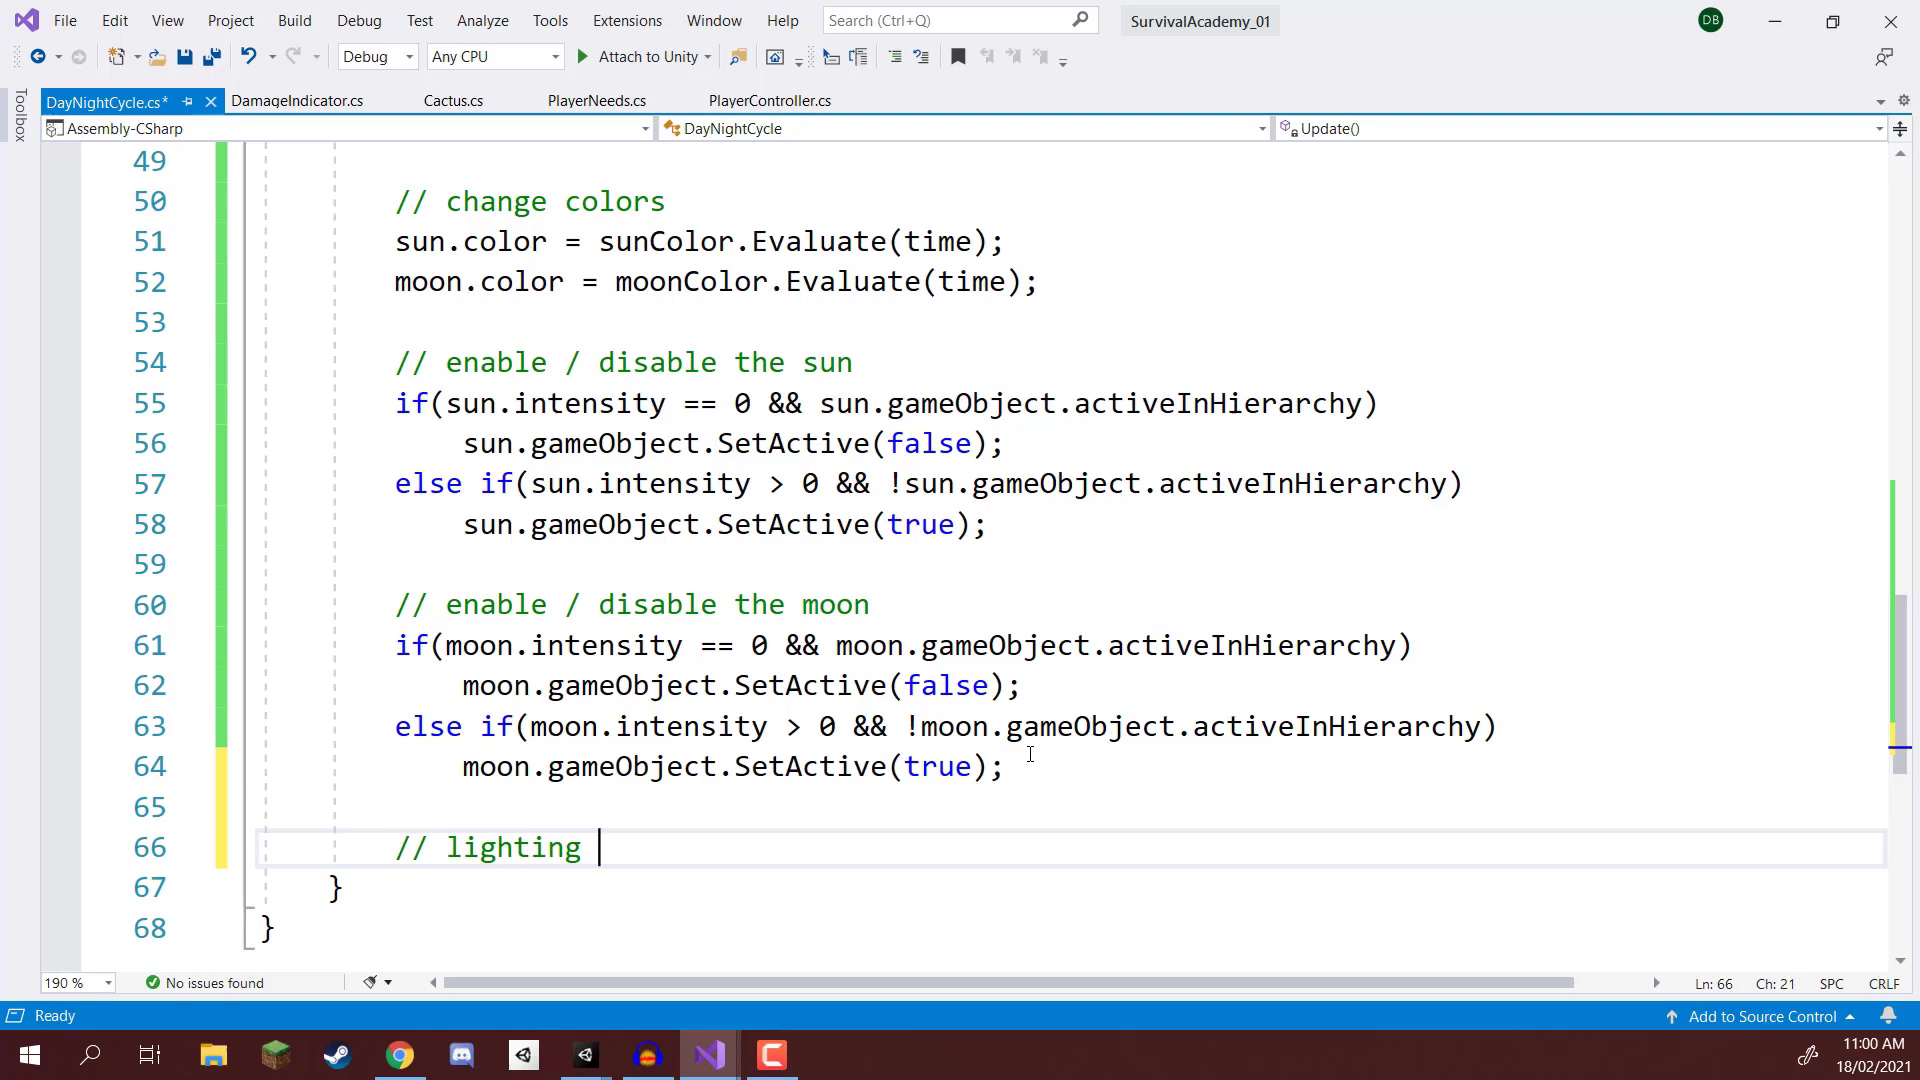 File Edit View Project Build Debug Test Analyze Tools Extensions Window Help Search (Ctrl+Q) SurvivalAcademy_01 DB
Debug Any CPU Attach to Unity
Toolbox
DayNightCycle.cs* DamageIndicator.cs Cactus.cs PlayerNeeds.cs PlayerController.cs
Assembly-CSharp DayNightCycle Update()
49
50 // change colors
51 sun.color = sunColor.Evaluate(time);
52 moon.color = moonColor.Evaluate(time);
53
54 // enable / disable the sun
55 if(sun.intensity == 0 && sun.gameObject.activeInHierarchy)
56 sun.gameObject.SetActive(false);
57 else if(sun.intensity > 0 && !sun.gameObject.activeInHierarchy)
58 sun.gameObject.SetActive(true);
59
60 // enable / disable the moon
61 if(moon.intensity == 0 && moon.gameObject.activeInHierarchy)
62 moon.gameObject.SetActive(false);
63 else if(moon.intensity > 0 && !moon.gameObject.activeInHierarchy)
64 moon.gameObject.SetActive(true);
65
66 // lighting
67 }
68 }
190 % No issues found Ln: 66 Ch: 21 SPC CRLF
Ready Add to Source Control
11:00 AM
18/02/2021